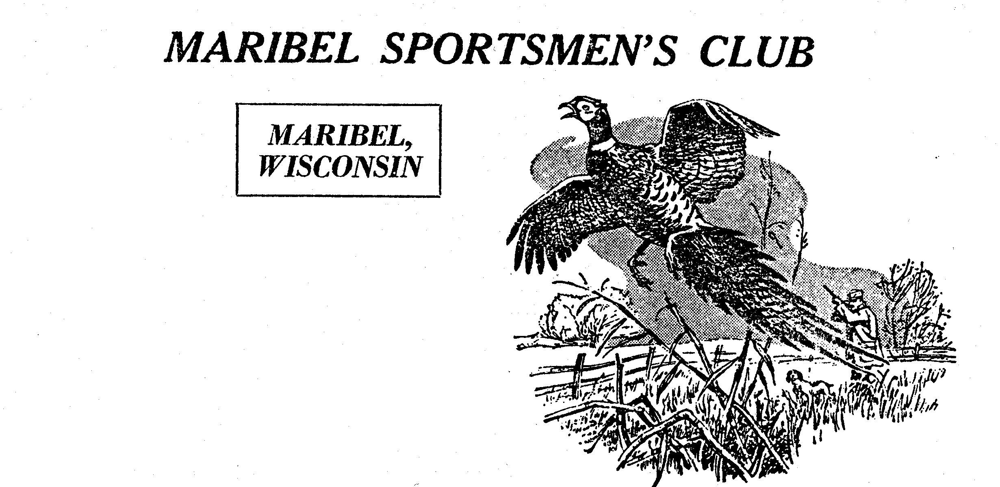 MARIBEL SPORTSMEN'S CLUB
MARIBEL,
WISCONSIN